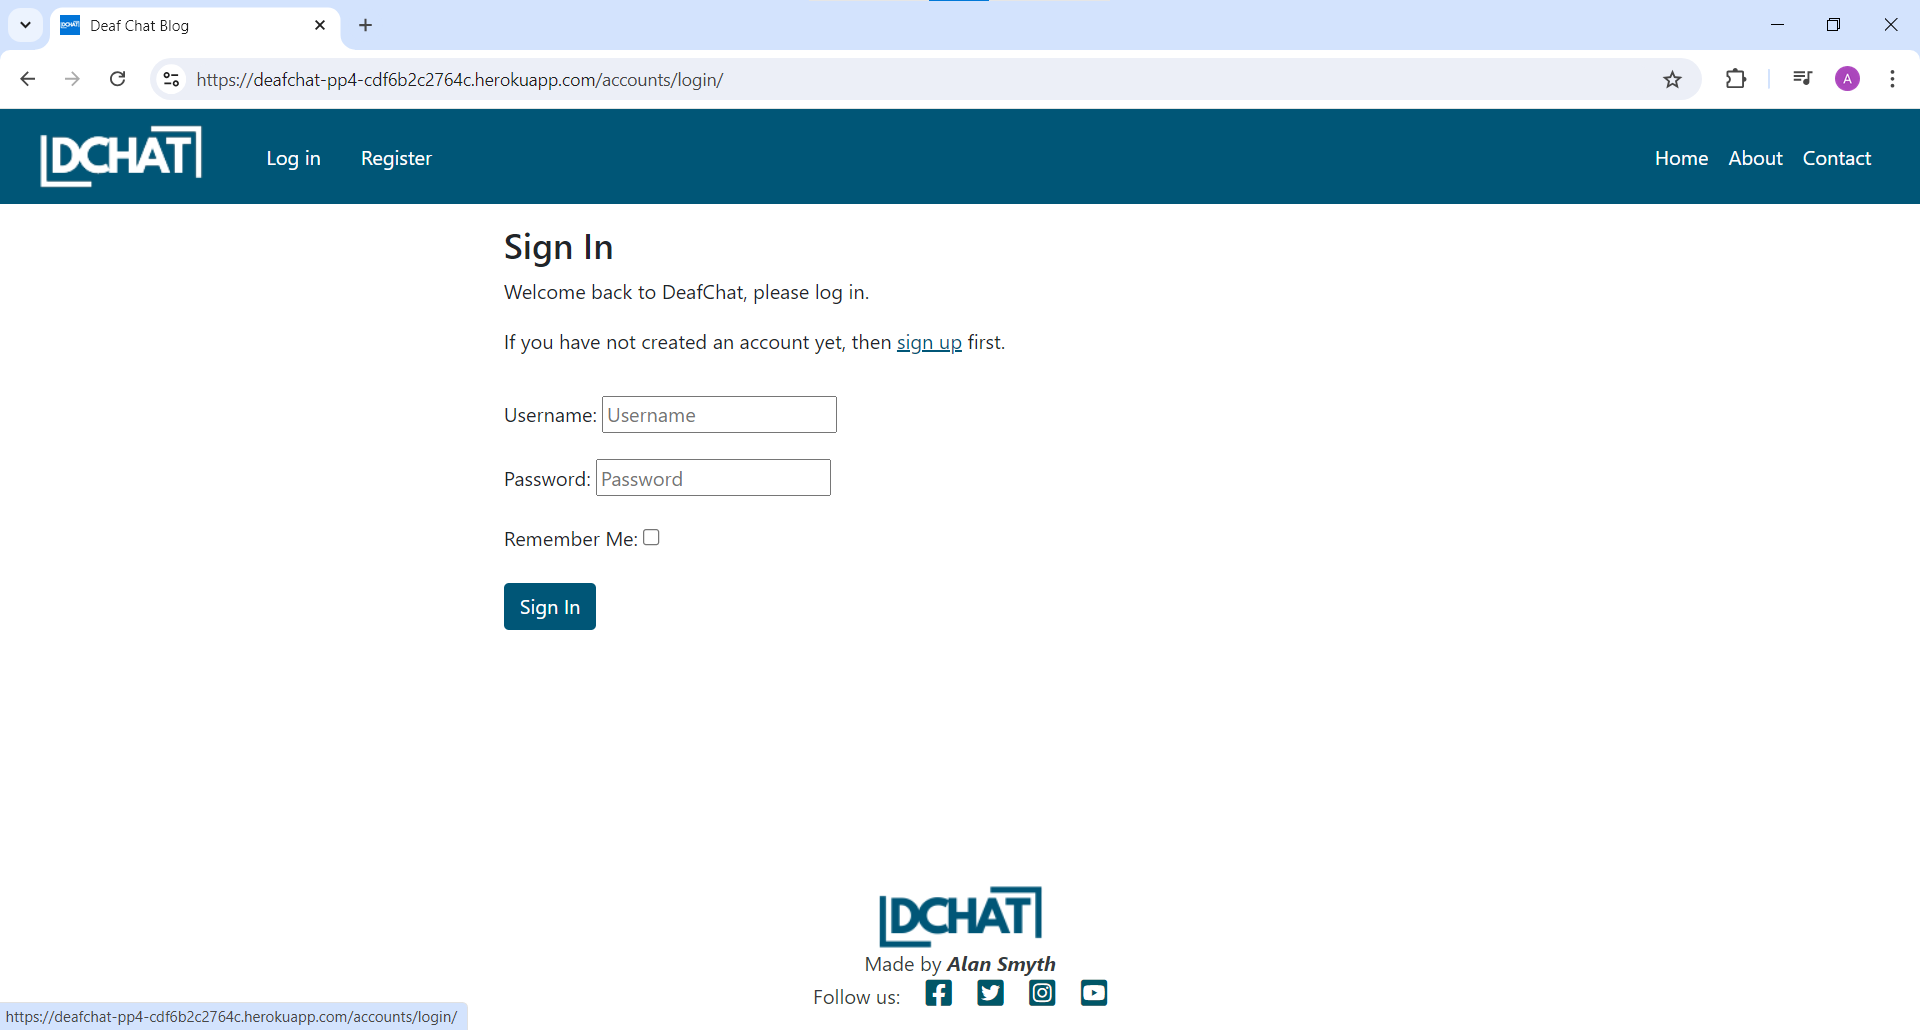 Deaf Chat Blog
https://deafchat-pp4-cdf6b2c2764c.herokuapp.com/accounts/login/
A
DCHAT Log in Register Home About Contact
Sign In
Welcome back to DeafChat, please log in.
If you have not created an account yet, then sign up first.
Username: Username
Password: Password
Remember Me:
Sign In
DCHAT
Made by Alan Smyth
Follow us:
https://deafchat-pp4-cdf6b2c2764c.herokuapp.com/accounts/login/